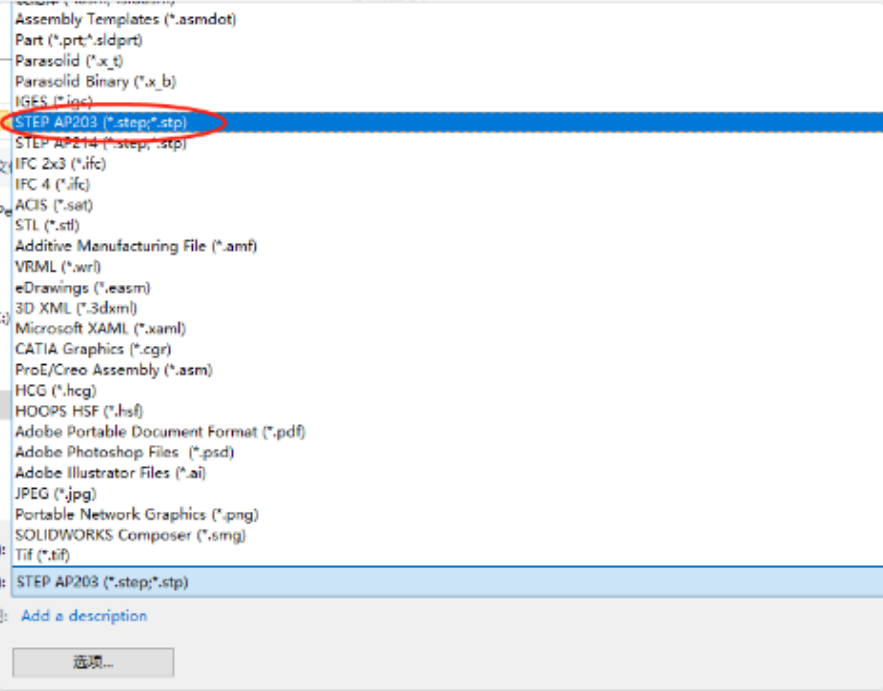 Assembly Templates (*.asmdot)
Part (*.prt;*.sldprt)
Parasolid (*.x_t)
Parasolid Binary (*.x_b)
IGES (*.igs)
STEP AP203 (*.step;*.stp)
STEP AP214 (*.step;*.stp)
IFC 2x3 (*.ifc)
IFC 4 (*.ifc)
ACIS (*.sat)
STL (*.stl)
Additive Manufacturing File (*.amf)
VRML (*.wrl)
eDrawings (*.easm)
3D XML (*.3dxml)
Microsoft XAML (*.xaml)
CATIA Graphics (*.cgr)
ProE/Creo Assembly (*.asm)
HCG (*.hcg)
HOOPS HSF (*.hsf)
Adobe Portable Document Format (*.pdf)
Adobe Photoshop Files (*.psd)
Adobe Illustrator Files (*.ai)
JPEG (*.jpg)
Portable Network Graphics (*.png)
SOLIDWORKS Composer (*.smg)
Tif (*.tif)
STEP AP203 (*.step;*.stp)
Add a description
选项...